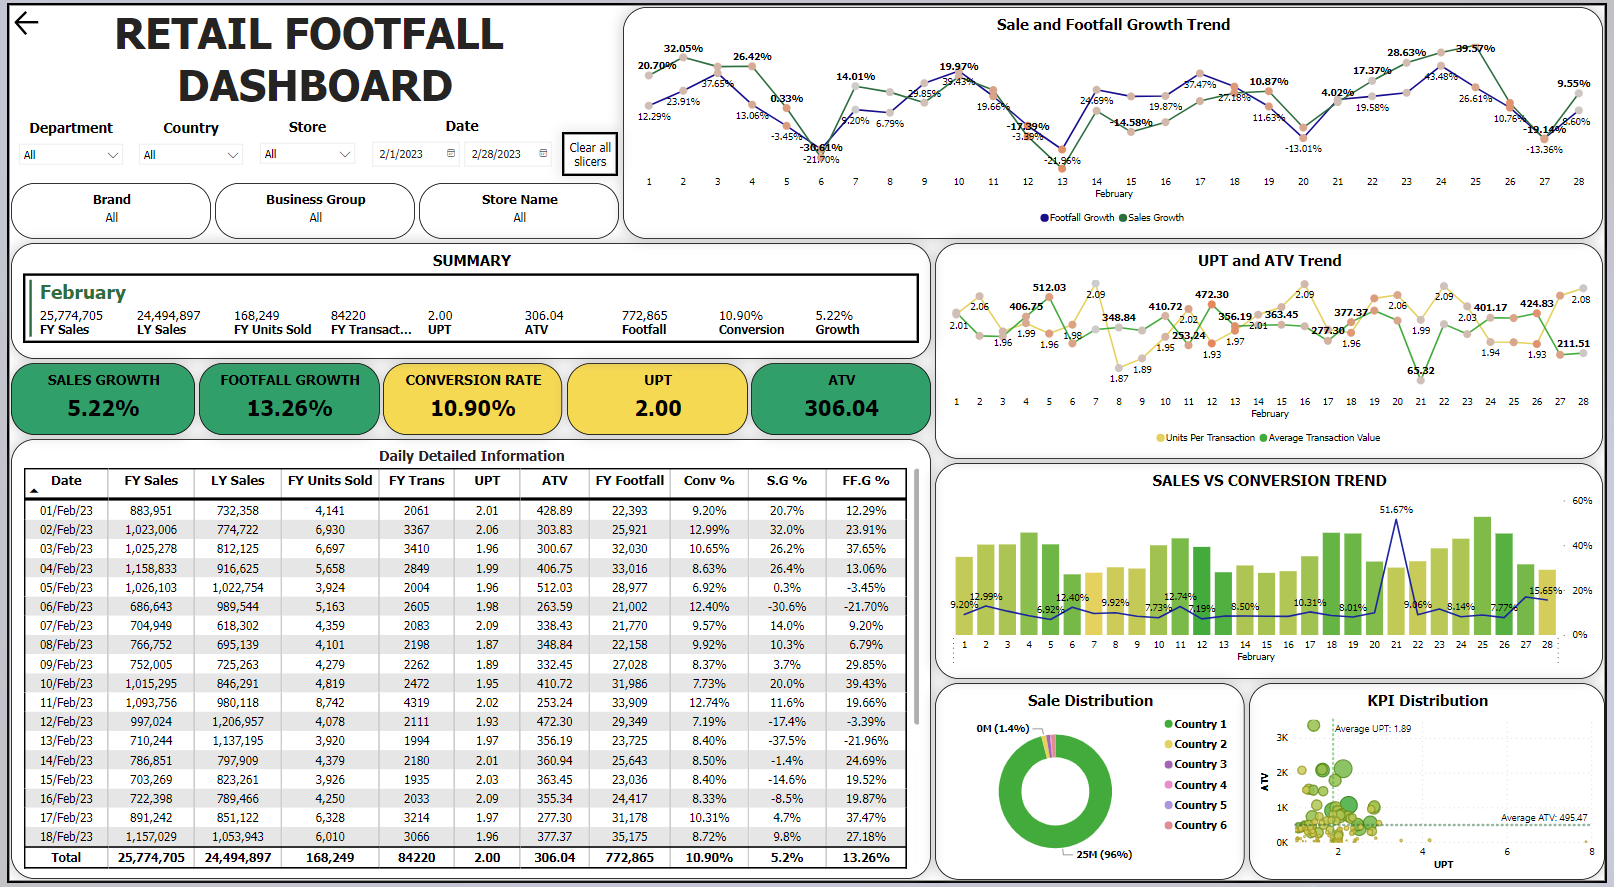 RETAIL FOOTFALL
DASHBOARD
Department
Country
Store
Date
All
All
All
2/1/2023
2/28/2023
Clear all
slicers
Brand
All
Business Group
All
Store Name
All
Sale and Footfall Growth Trend
20.70%
32.05%
26.42%
0.33%
-30.61%
14.01%
19.97%
-17.39%
-14.58%
10.87%
4.02%
17.37%
28.63%
39.57%
-19.14%
9.55%
12.29%
23.91%
37.65%
13.06%
-3.45%
-21.70%
9.20%
6.79%
29.85%
39.43%
19.66%
-3.39%
-21.96%
24.69%
19.87%
37.47%
27.18%
11.63%
-13.01%
19.58%
43.48%
26.61%
10.76%
-13.36%
8.60%
1 2 3 4 5 6 7 8 9 10 11 12 13 14 15 16 17 18 19 20 21 22 23 24 25 26 27 28
February
Footfall Growth Sales Growth
SUMMARY
February
25,774,705 24,494,897 168,249 84220 2.00 306.04 772,865 10.90% 5.22%
FY Sales LY Sales FY Units Sold FY Transact... UPT ATV Footfall Conversion Growth
SALES GROWTH
5.22%
FOOTFALL GROWTH
13.26%
CONVERSION RATE
10.90%
UPT
2.00
ATV
306.04
UPT and ATV Trend
406.75
512.03
348.84
410.72
253.24
472.30
356.19
363.45
277.30
377.37
65.32
401.17
424.83
211.51
2.01
2.06
1.96
1.99
1.96
1.98
2.09
1.87
1.89
1.95
2.02
1.93
1.97
2.01
2.09
1.96
2.06
1.99
2.09
2.03
1.94
1.93
2.08
1 2 3 4 5 6 7 8 9 10 11 12 13 14 15 16 17 18 19 20 21 22 23 24 25 26 27 28
February
Units Per Transaction Average Transaction Value
Daily Detailed Information
Date FY Sales LY Sales FY Units Sold FY Trans UPT ATV FY Footfall Conv % S.G % FF.G %
01/Feb/23 883,951 732,358 4,141 2061 2.01 428.89 22,393 9.20% 20.7% 12.29%
02/Feb/23 1,023,006 774,722 6,930 3367 2.06 303.83 25,921 12.99% 32.0% 23.91%
03/Feb/23 1,025,278 812,125 6,697 3410 1.96 300.67 32,030 10.65% 26.2% 37.65%
04/Feb/23 1,158,833 916,625 5,658 2849 1.99 406.75 33,016 8.63% 26.4% 13.06%
05/Feb/23 1,026,103 1,022,754 3,924 2004 1.96 512.03 28,977 6.92% 0.3% -3.45%
06/Feb/23 686,643 989,544 5,163 2605 1.98 263.59 21,002 12.40% -30.6% -21.70%
07/Feb/23 704,949 618,302 4,359 2083 2.09 338.43 21,770 9.57% 14.0% 9.20%
08/Feb/23 766,752 695,139 4,101 2198 1.87 348.84 22,158 9.92% 10.3% 6.79%
09/Feb/23 752,005 725,263 4,279 2262 1.89 332.45 27,028 8.37% 3.7% 29.85%
10/Feb/23 1,015,295 846,291 4,819 2472 1.95 410.72 31,986 7.73% 20.0% 39.43%
11/Feb/23 1,093,756 980,118 8,742 4319 2.02 253.24 33,909 12.74% 11.6% 19.66%
12/Feb/23 997,024 1,206,957 4,078 2111 1.93 472.30 29,349 7.19% -17.4% -3.39%
13/Feb/23 710,244 1,137,195 3,920 1994 1.97 356.19 23,725 8.40% -37.5% -21.96%
14/Feb/23 786,851 797,909 4,379 2180 2.01 360.94 25,643 8.50% -1.4% 24.69%
15/Feb/23 703,269 823,261 3,926 1935 2.03 363.45 23,036 8.40% -14.6% 19.52%
16/Feb/23 722,398 789,466 4,250 2033 2.09 355.34 24,417 8.33% -8.5% 19.87%
17/Feb/23 891,242 851,122 6,328 3214 1.97 277.30 31,178 10.31% 4.7% 37.47%
18/Feb/23 1,157,029 1,053,943 6,010 3066 1.96 377.37 35,175 8.72% 9.8% 27.18%
Total 25,774,705 24,494,897 168,249 84220 2.00 306.04 772,865 10.90% 5.2% 13.26%
SALES VS CONVERSION TREND
60%
40%
20%
0%
9.20%
12.99%
6.92%
12.40%
9.92%
7.73%
12.74%
7.19%
8.50%
10.31%
8.01%
51.67%
9.06%
8.14%
7.77%
15.65%
1 2 3 4 5 6 7 8 9 10 11 12 13 14 15 16 17 18 19 20 21 22 23 24 25 26 27 28
February
Sale Distribution
0M (1.4%)
25M (96%)
Country 1
Country 2
Country 3
Country 4
Country 5
Country 6
KPI Distribution
Average UPT: 1.89
Average ATV: 495.47
3K
2K
1K
0K
ATV
2 4 6 8
UPT